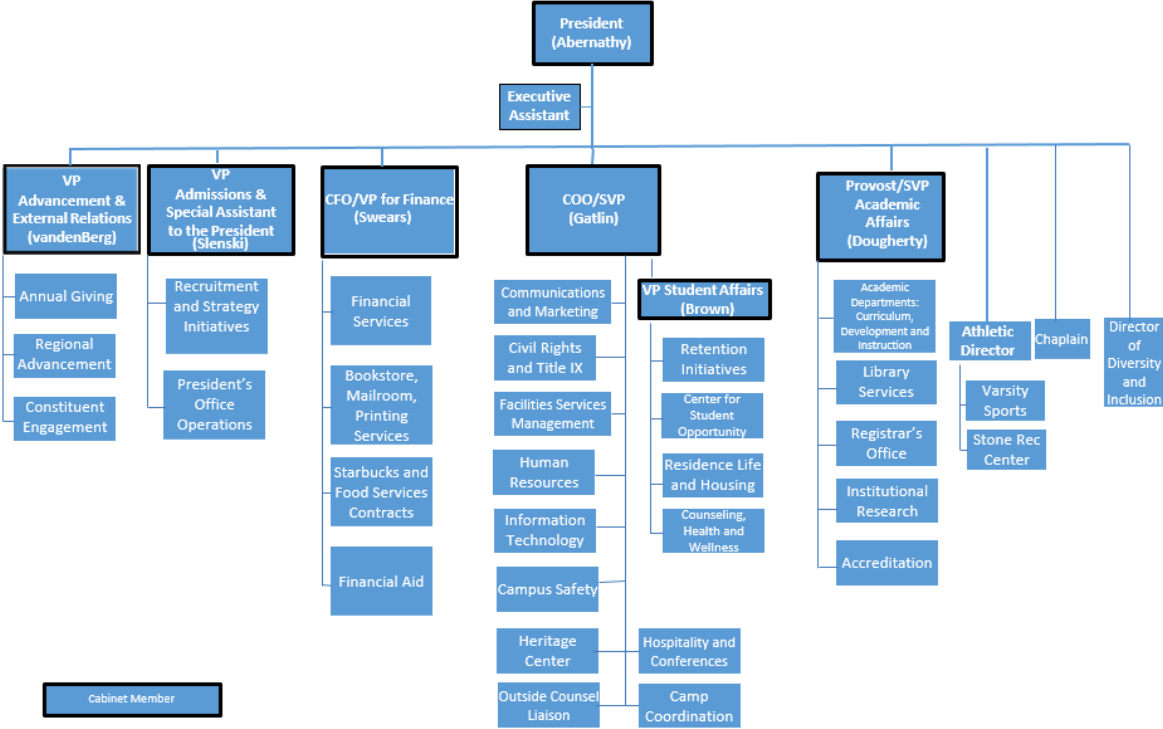 President
(Abernathy)
Executive
Assistant
VP
Advancement &
External Relations
(vandenBerg)
VP
Admissions &
Special Assistant
to the President
(Slenski)
CFO/VP for Finance
(Swears)
COO/SVP
(Gatlin)
Provost/SVP
Academic
Affairs
(Dougherty)
Annual Giving
Regional
Advancement
Constituent
Engagement
Recruitment
and Strategy
Initiatives
President's
Office
Operations
Financial
Services
Bookstore,
Mailroom,
Printing
Services
Starbucks and
Food Services
Contracts
Financial Aid
Communications
and Marketing
Civil Rights
and Title IX
Facilities Services
Management
Human
Resources
Information
Technology
Campus Safety
Heritage
Center
Outside Counsel
Liaison
Hospitality and
Conferences
Camp
Coordination
VP Student Affairs
(Brown)
Retention
Initiatives
Center for
Student
Opportunity
Residence Life
and Housing
Counseling,
Health and
Wellness
Academic
Departments:
Curriculum,
Development and
Instruction
Library
Services
Registrar's
Office
Institutional
Research
Accreditation
Athletic
Director
Varsity
Sports
Stone Rec
Center
Chaplain
Director
of
Diversity
and
Inclusion
Cabinet Member